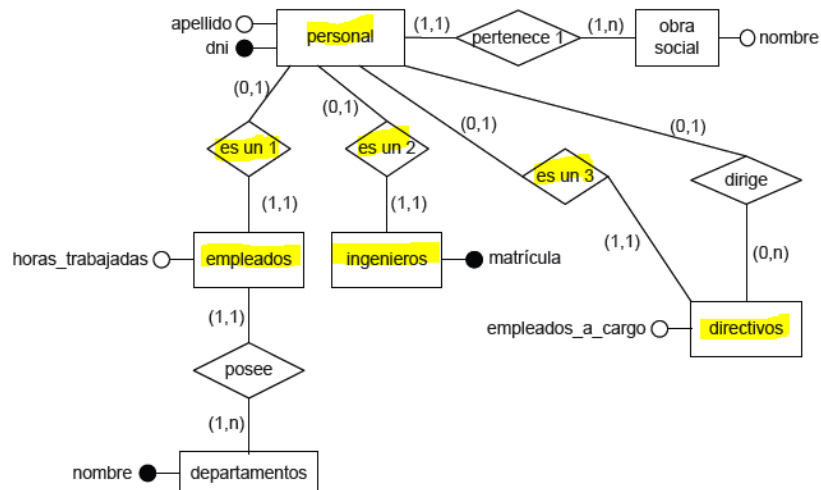 apellido
dni
personal
(1,1)
pertenece 1
(1,n)
obra
social
nombre
(0,1)
(0,1)
(0,1)
(0,1)
es un 1
es un 2
es un 3
dirige
(1,1)
(1,1)
(1,1)
(0,n)
horas_trabajadas
empleados
ingenieros
matrícula
(1,1)
empleados_a_cargo
directivos
posee
(1,n)
nombre
departamentos